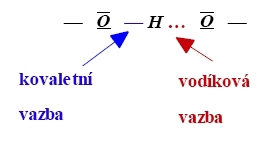 — O — H ... O —
kovaletní vodíková
vazba vazba